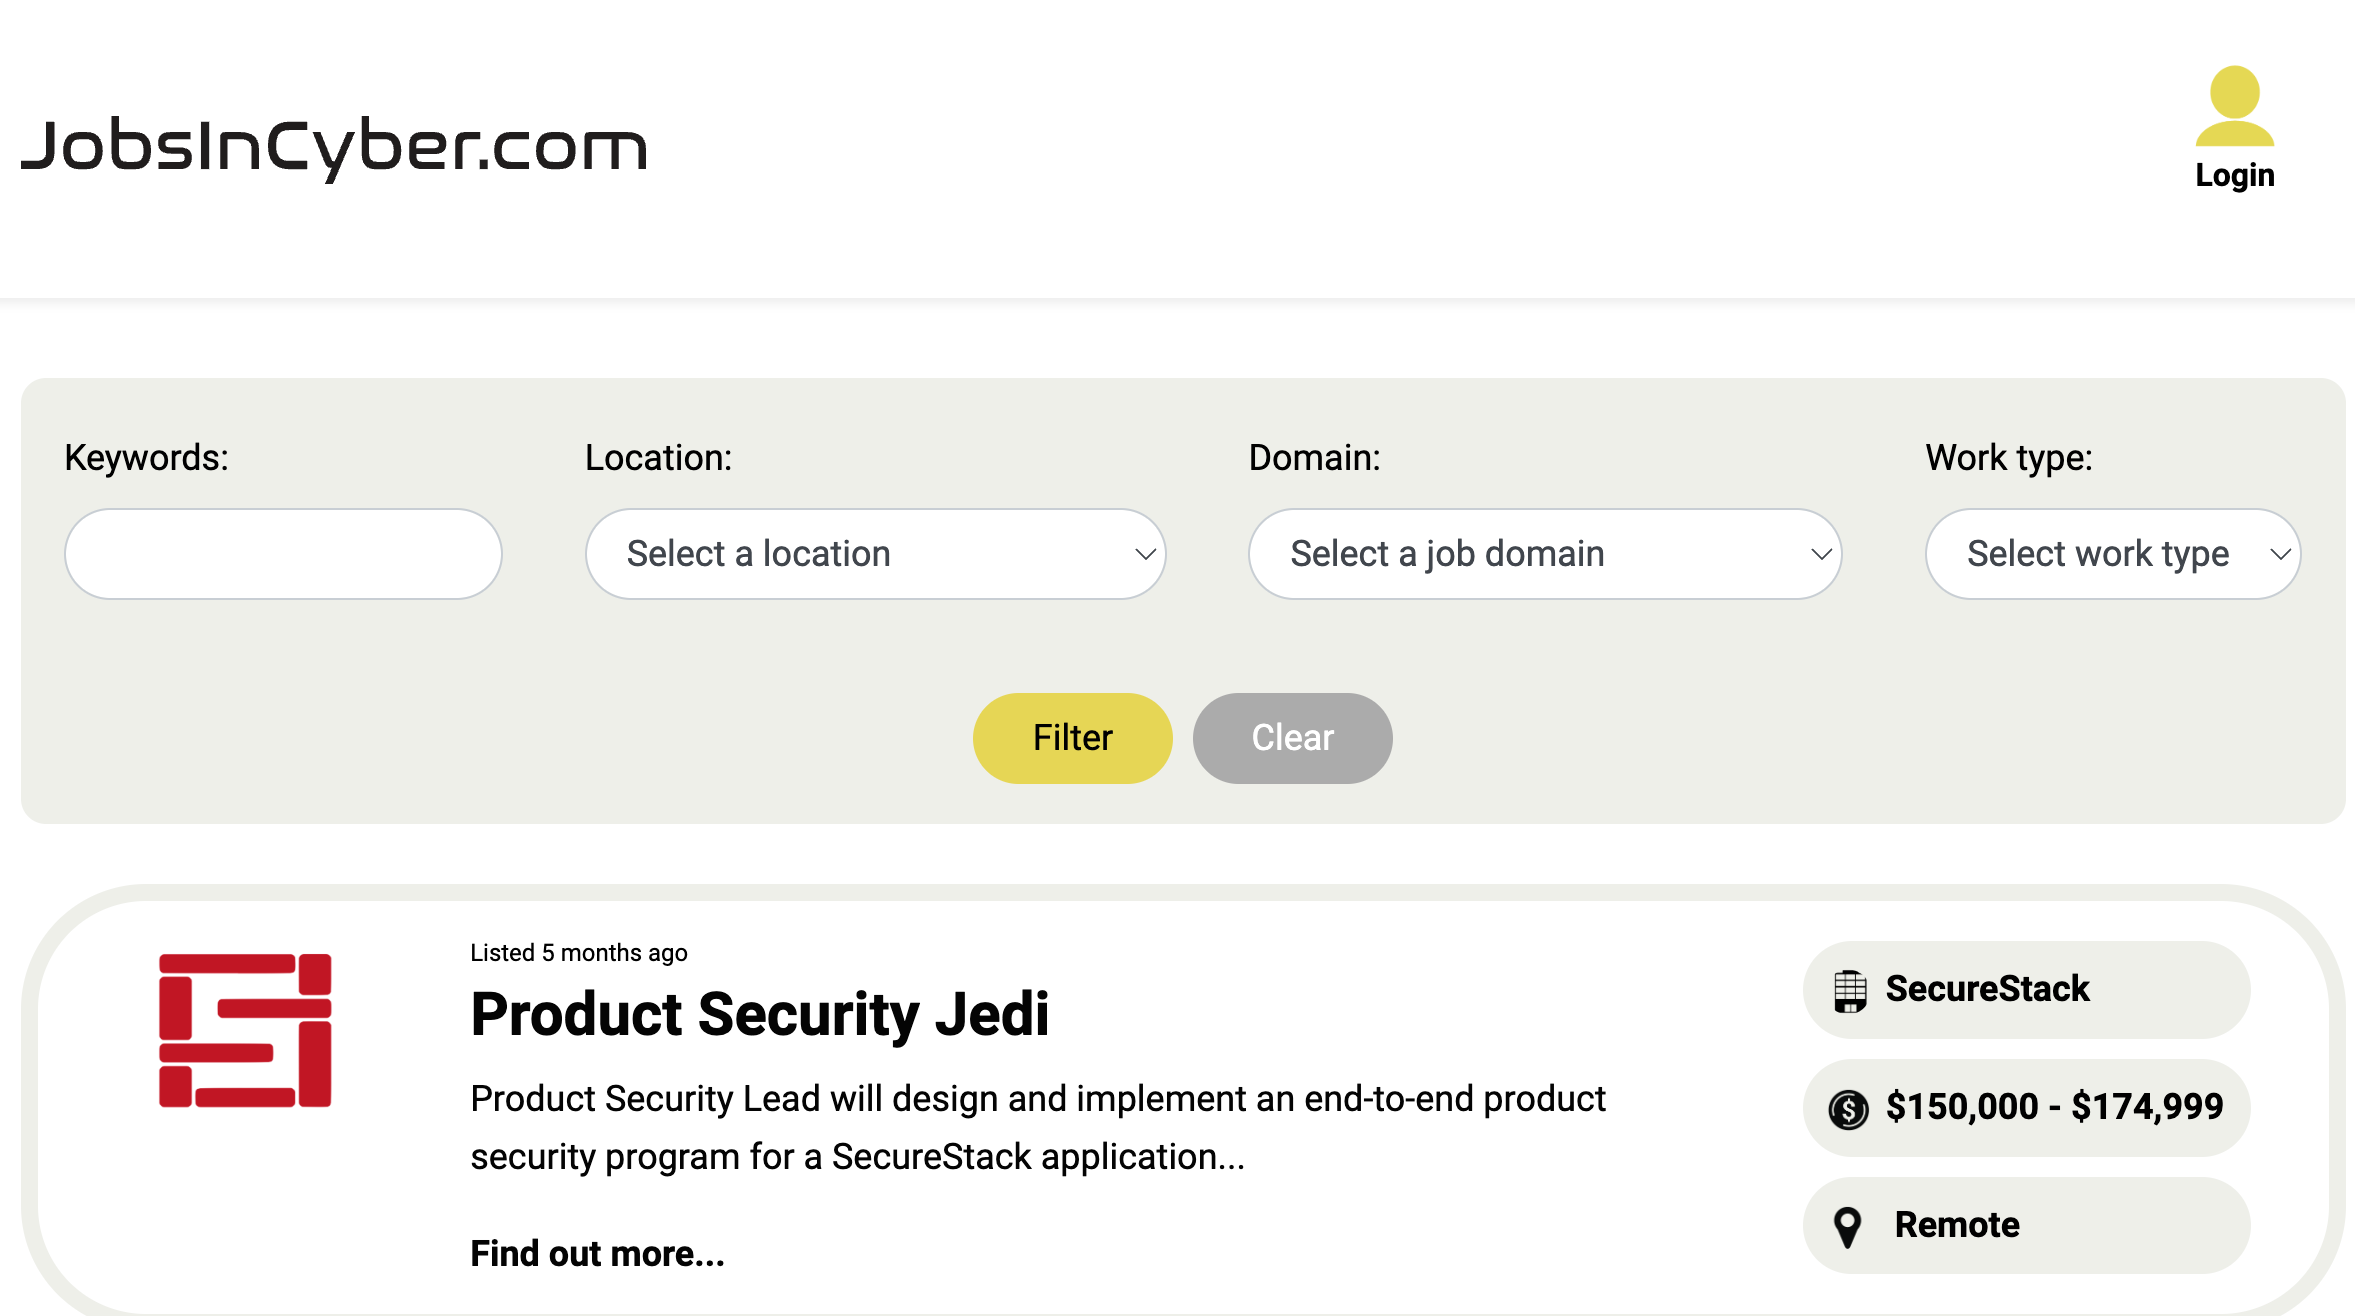 JobsInCyber.com
Login
Keywords:
Location:
Domain:
Work type:
Select a location
Select a job domain
Select work type
Filter
Clear
Listed 5 months ago
Product Security Jedi
Product Security Lead will design and implement an end-to-end product
security program for a SecureStack application...
Find out more...
SecureStack
$150,000 - $174,999
Remote